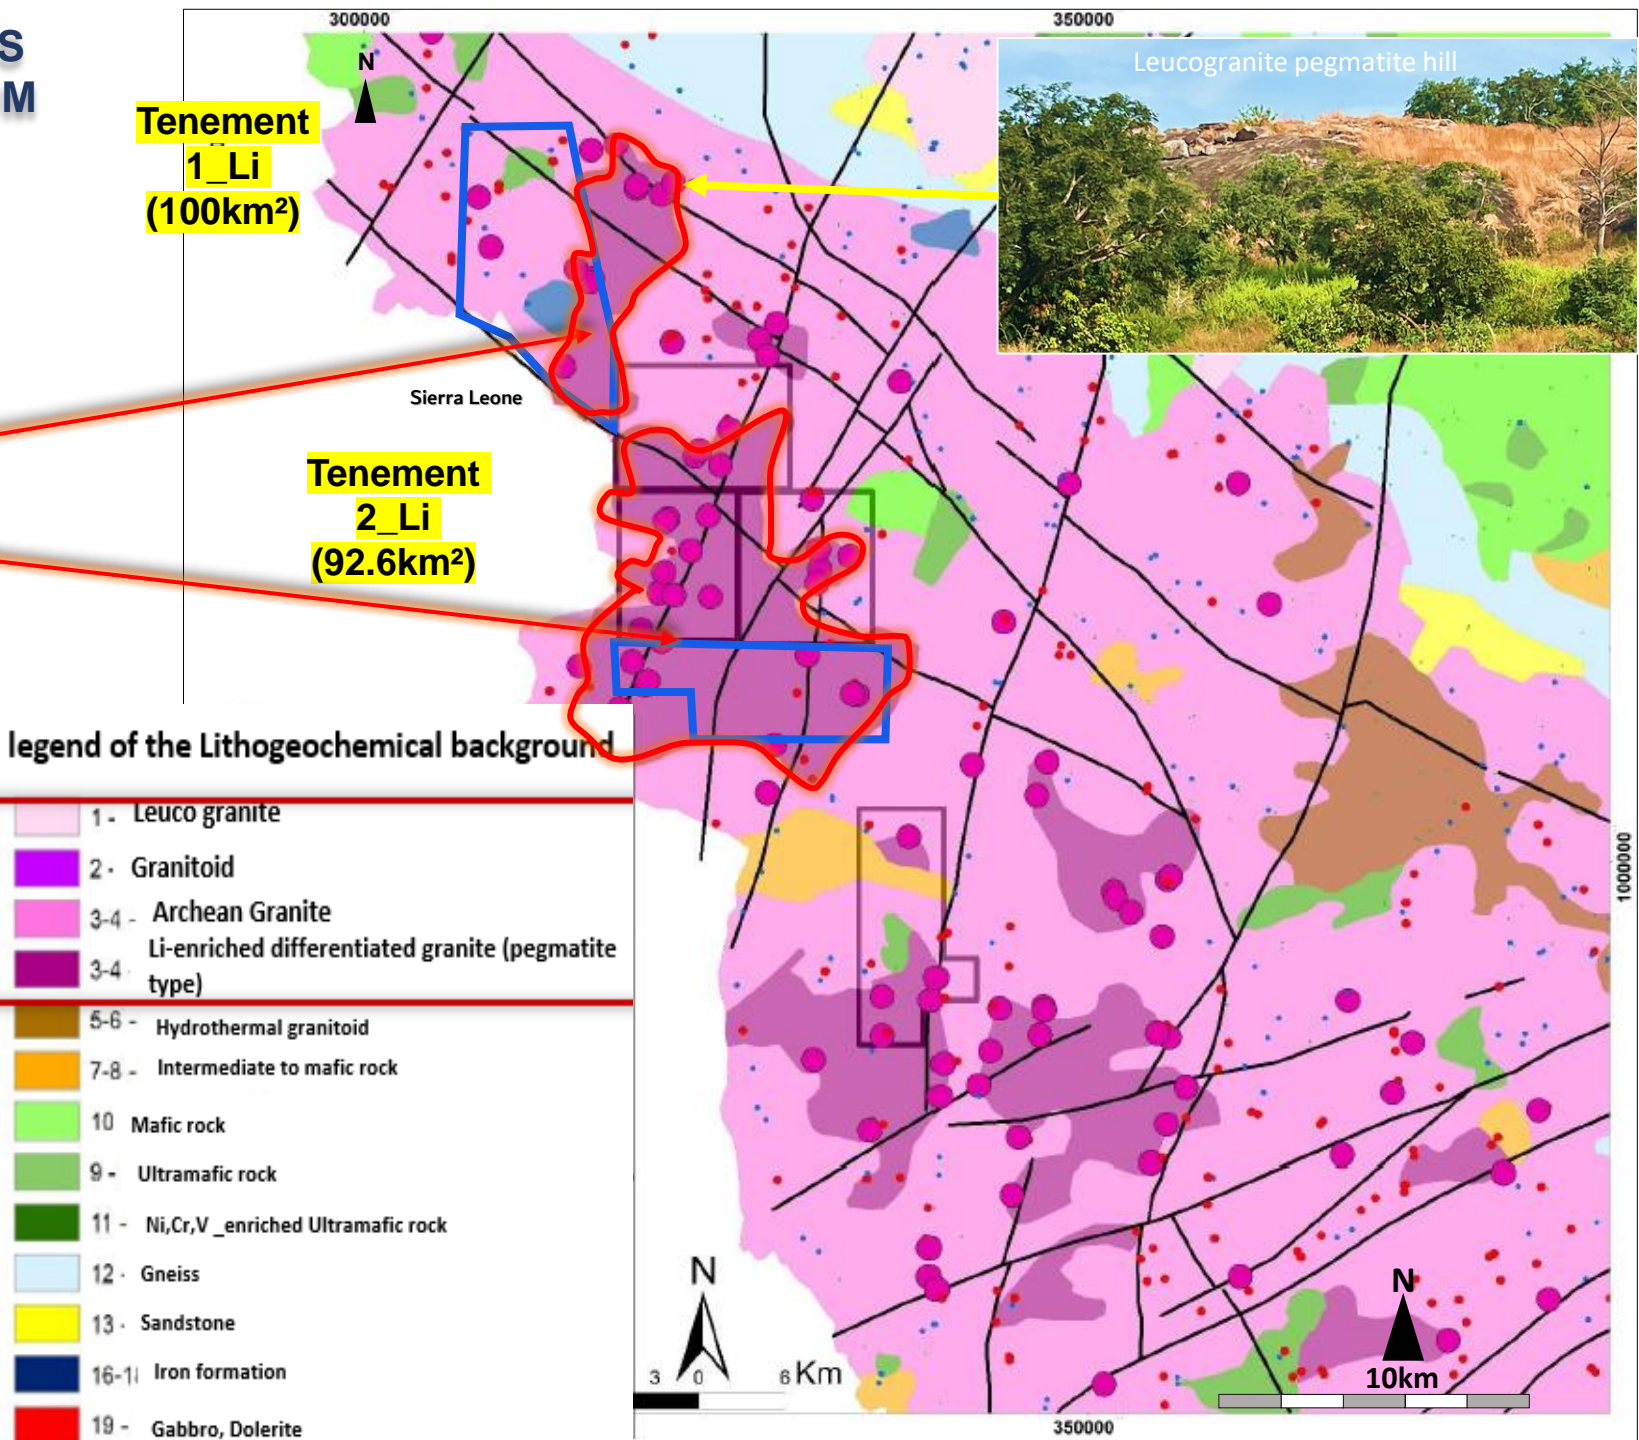 S
M
300000
350000
N
Leucogranite pegmatite hill
Tenement
1_Li
(100km²)
Sierra Leone
Tenement
2_Li
(92.6km²)
legend of the Lithogeochemical background
1 - Leuco granite
2 - Granitoid
3-4 - Archean Granite
3-4 Li-enriched differentiated granite (pegmatite
type)
5-6 - Hydrothermal granitoid
7-8 - Intermediate to mafic rock
10 Mafic rock
9 - Ultramafic rock
11 - Ni,Cr,V _enriched Ultramafic rock
12 - Gneiss
13 - Sandstone
Iron formation
19 - Gabbro, Dolerite
1000000
N
3 0 6 Km
N
10km
350000